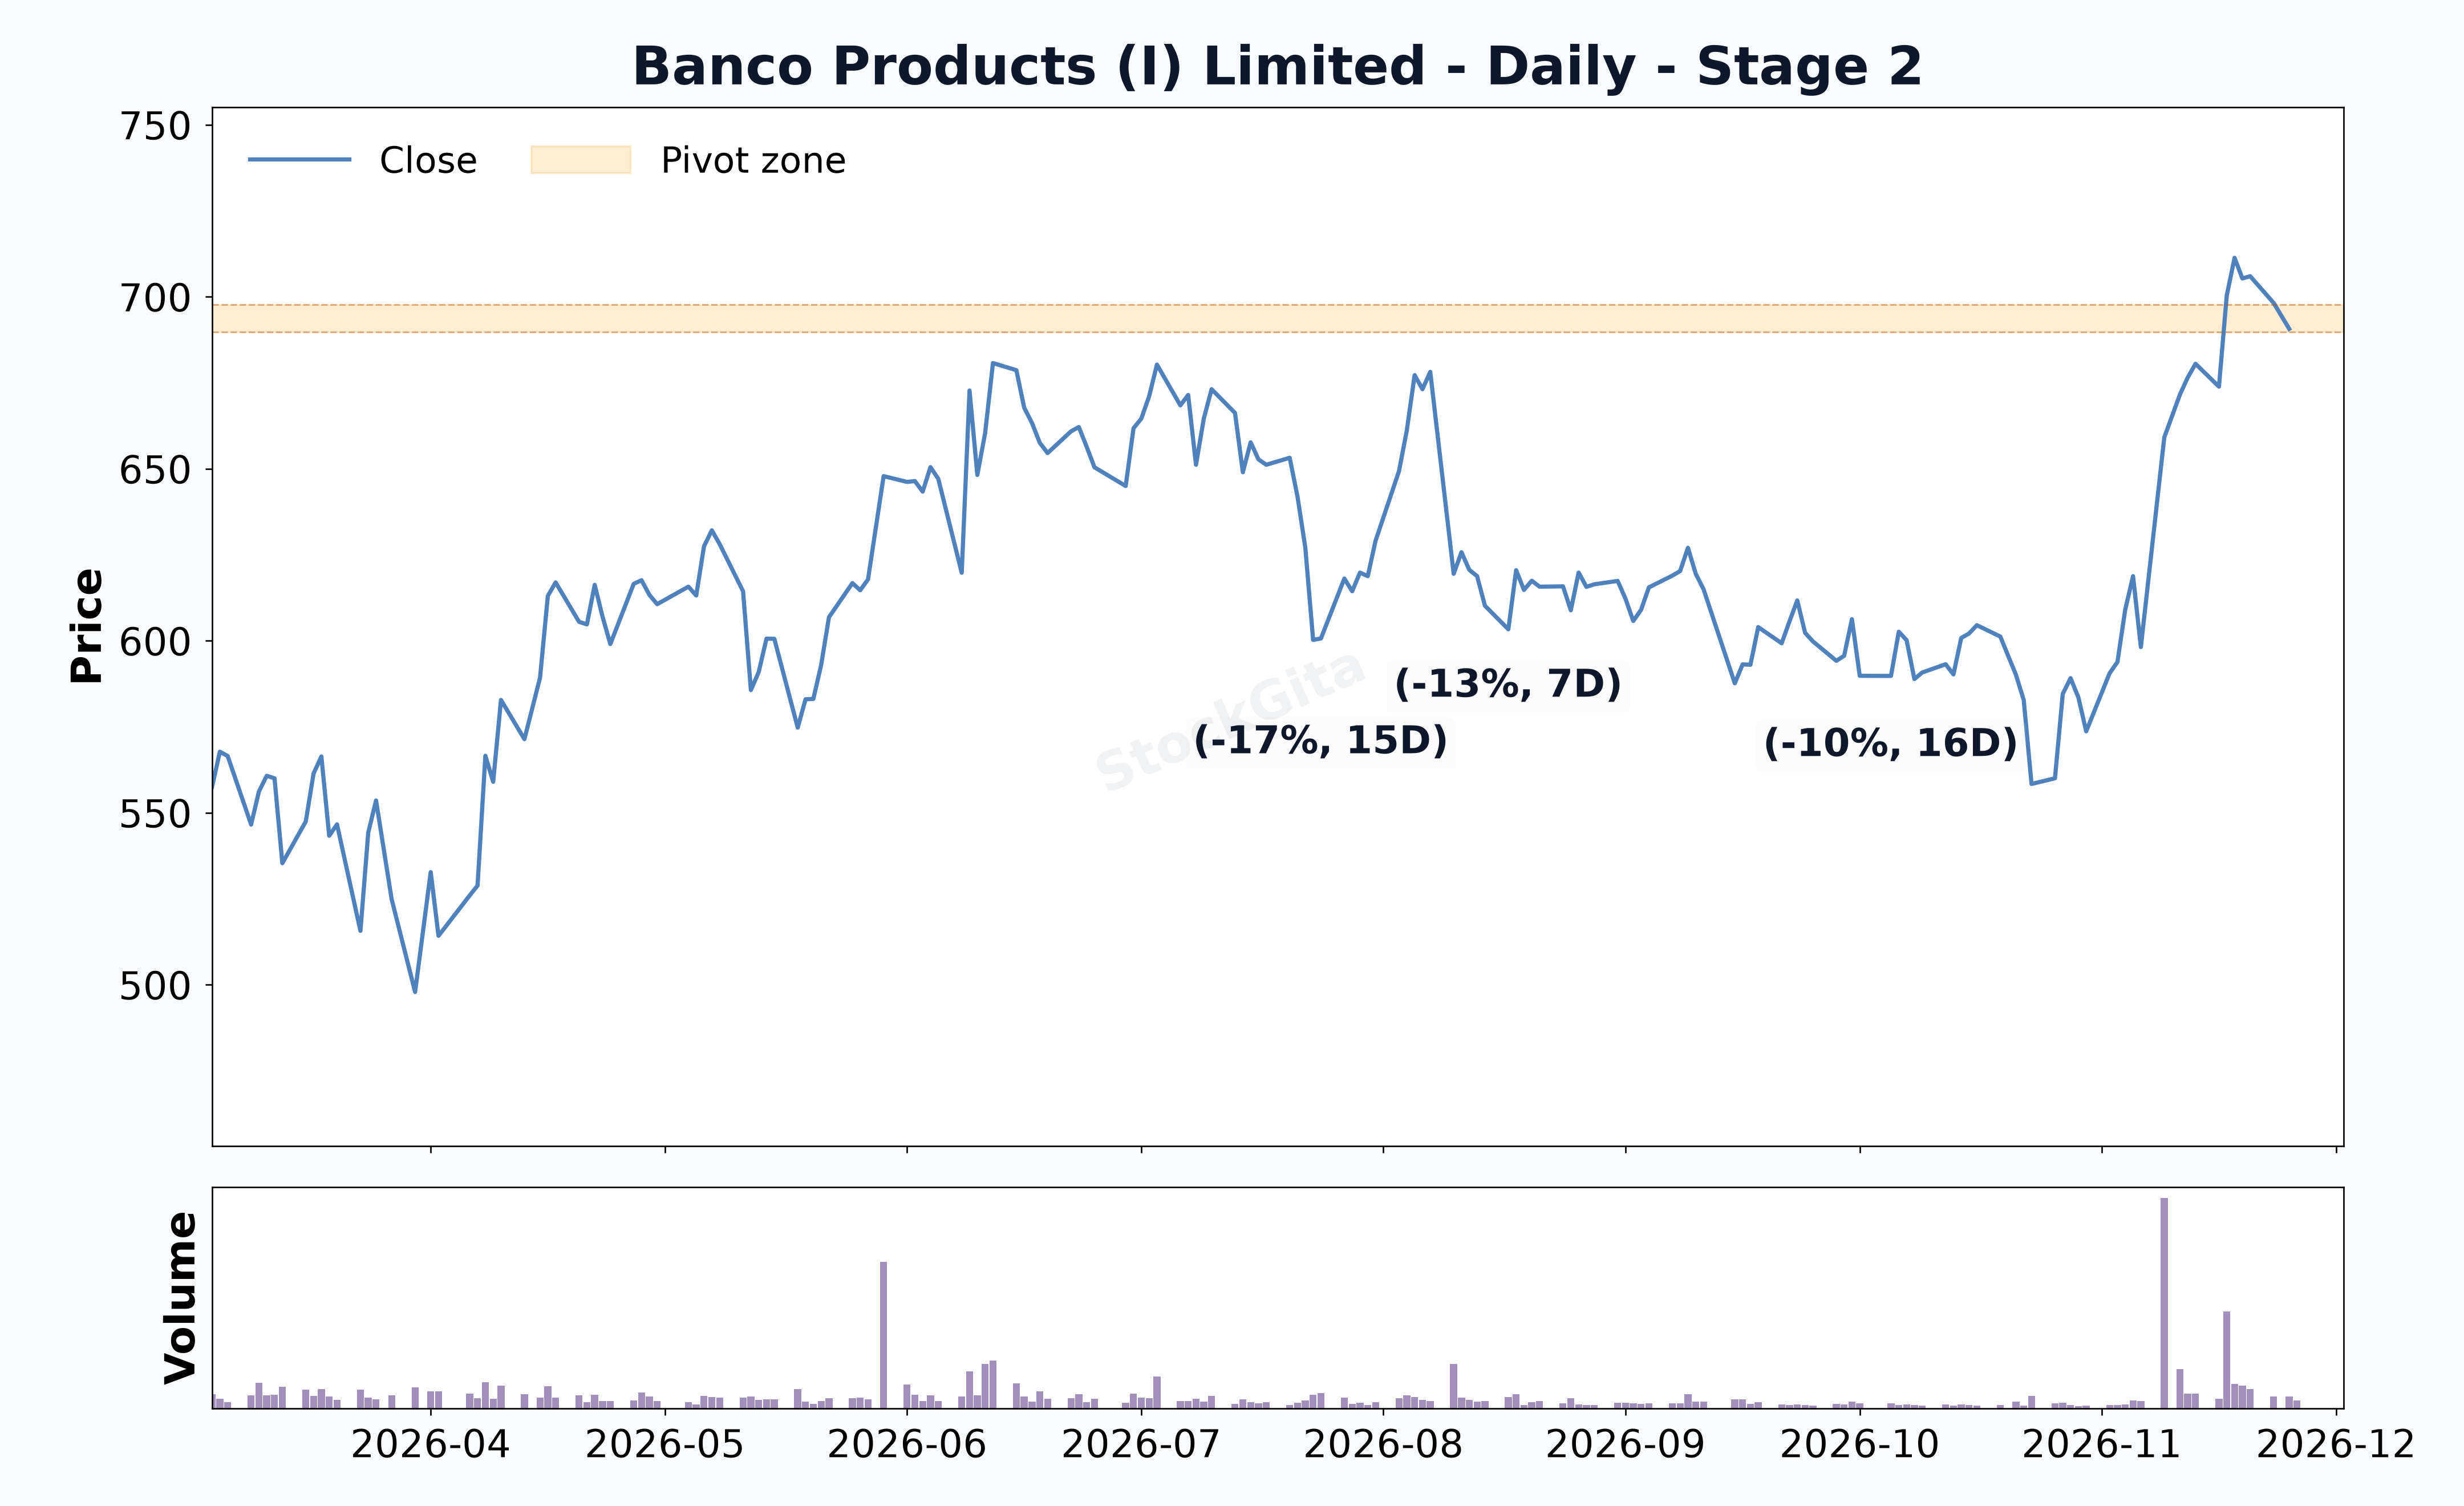 Banco Products (I) Limited - Daily - Stage 2
Close
Pivot zone
Price
750
700
650
600
550
500
(-13%, 7D)
(-17%, 15D)
(-10%, 16D)
StockGita
Volume
2026-04
2026-05
2026-06
2026-07
2026-08
2026-09
2026-10
2026-11
2026-12